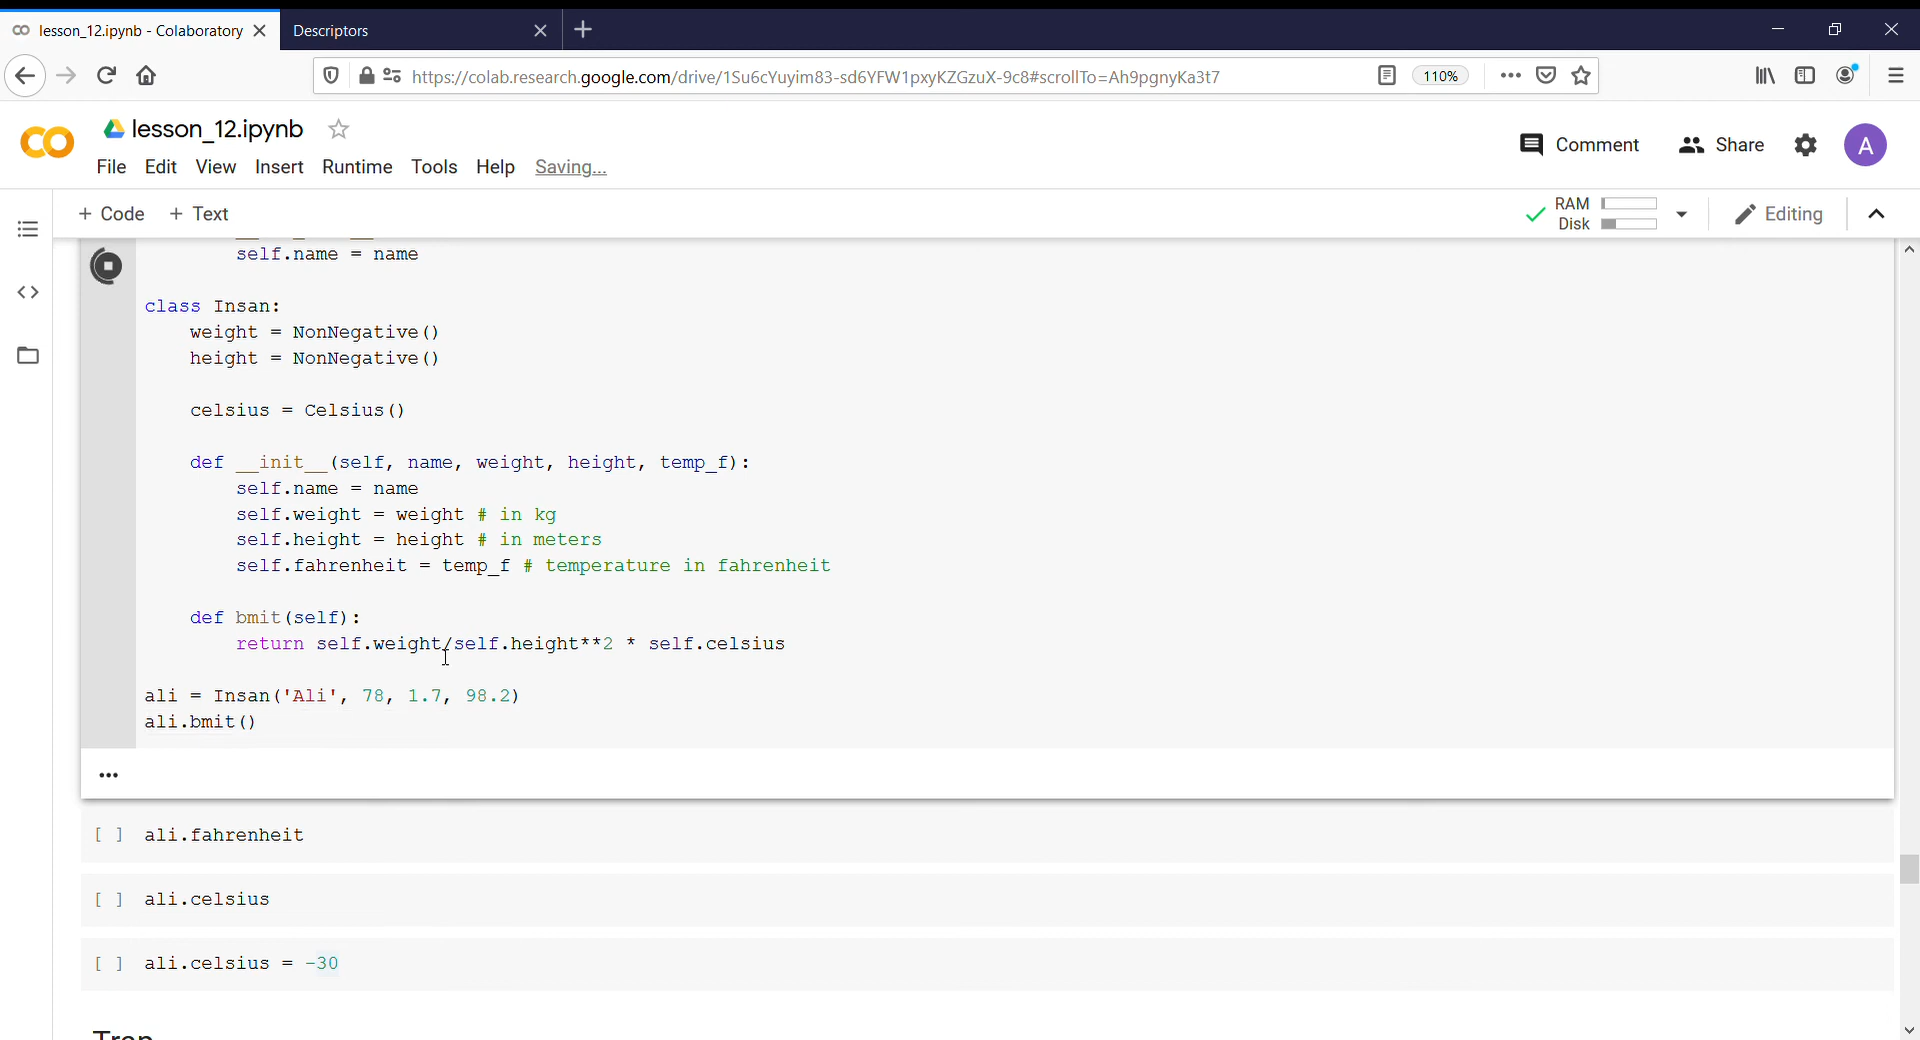 lesson_12.ipynb - Colaboratory
Descriptors
https://colab.research.google.com/drive/1Su6cYuyim83-sd6YFW1pxyKZGzuX-9c8#scrollTo=Ah9pgnyKa3t7
110%
lesson_12.ipynb
File Edit View Insert Runtime Tools Help Saving...
Comment
Share
A
+ Code + Text
RAM
Disk
Editing
self.name = name
class Insan:
weight = NonNegative()
height = NonNegative()
celsius = Celsius()
def __init__(self, name, weight, height, temp_f):
self.name = name
self.weight = weight # in kg
self.height = height # in meters
self.fahrenheit = temp_f # temperature in fahrenheit
def bmit(self):
return self.weight/self.height**2 * self.celsius
ali = Insan('Ali', 78, 1.7, 98.2)
ali.bmit()
[ ] ali.fahrenheit
[ ] ali.celsius
[ ] ali.celsius = -30